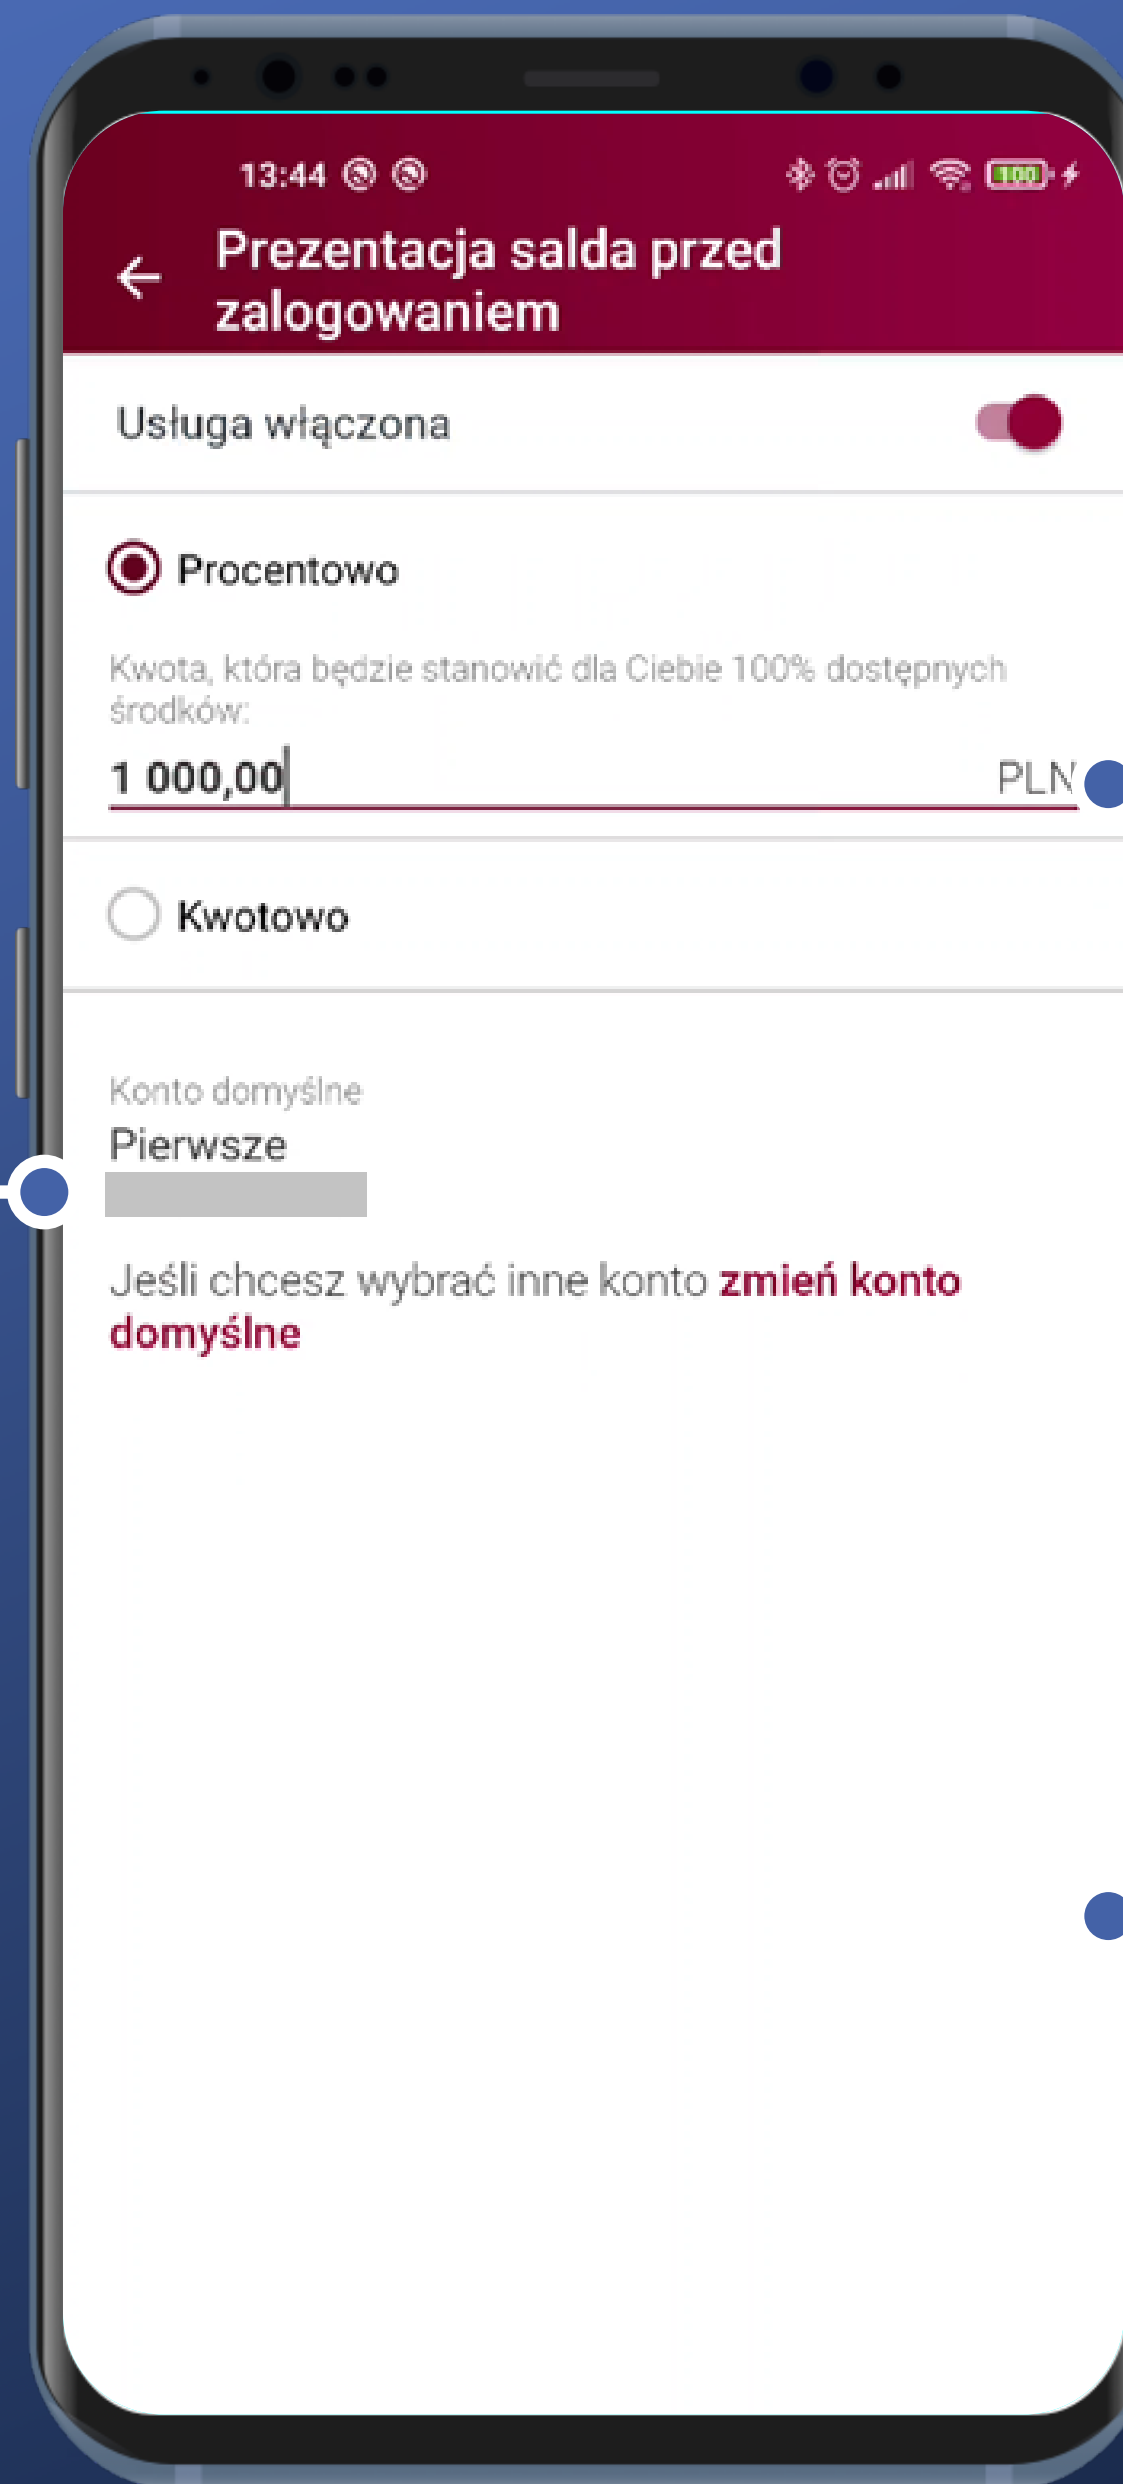 13:44
100
Prezentacja salda przed
zalogowaniem
Usługa włączona
Procentowo
Kwota, która będzie stanowić dla Ciebie 100% dostępnych
środków:
1 000,00 PLN
Kwotowo
Konto domyślne
Pierwsze
Jeśli chcesz wybrać inne konto zmień konto
domyślne